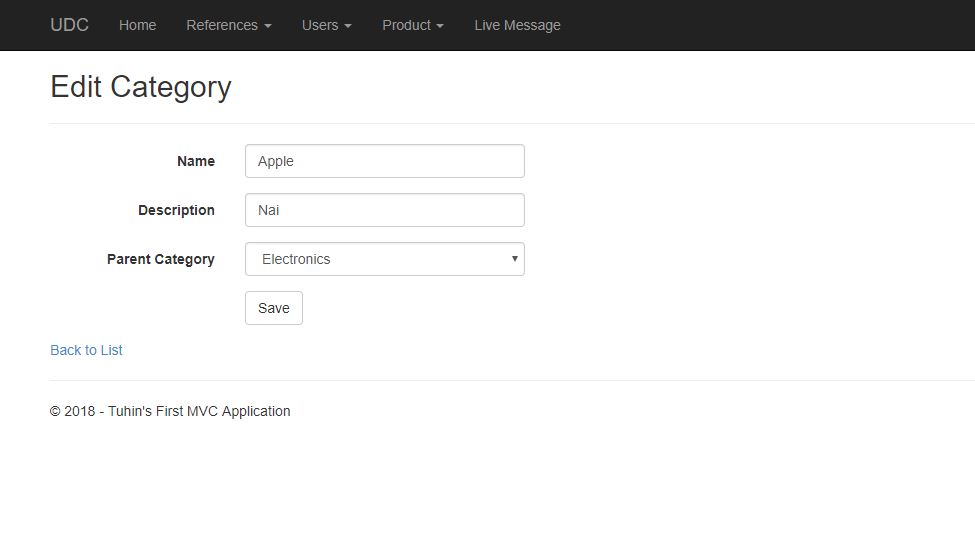 UDC Home References Users Product Live Message
Edit Category
Name Apple
Description Nai
Parent Category Electronics
Save
Back to List
© 2018 - Tuhin's First MVC Application